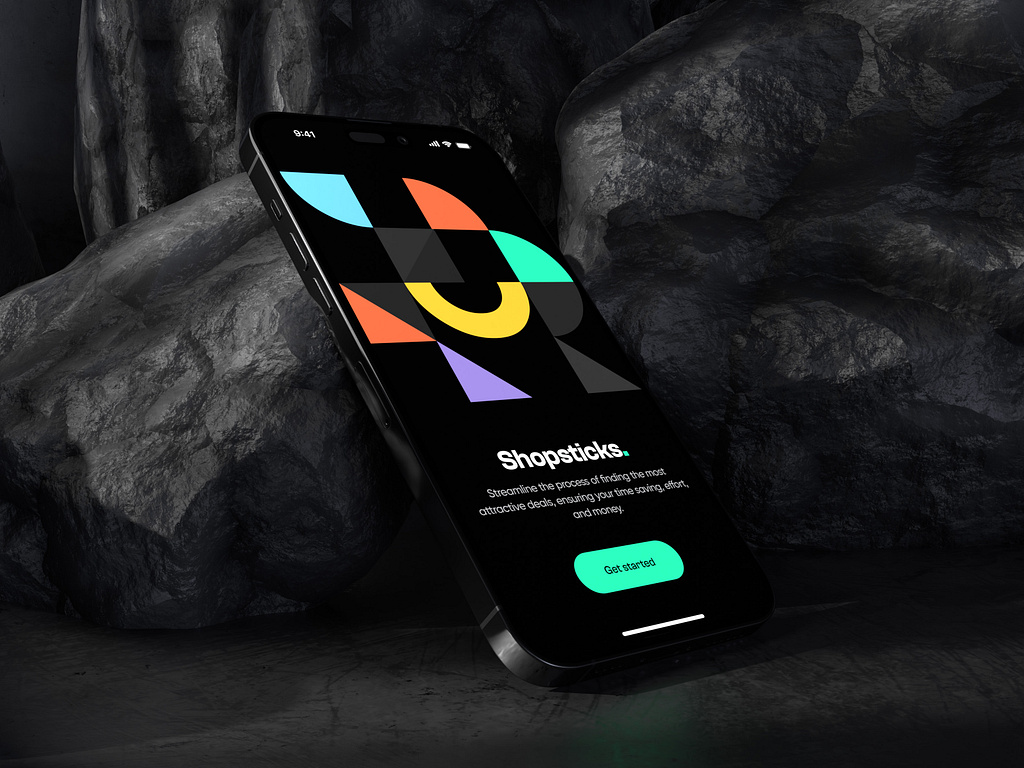 9:41
Shopsticks.
Streamline the process of finding the most
attractive deals, ensuring your time saving, effort,
and money.
Get started